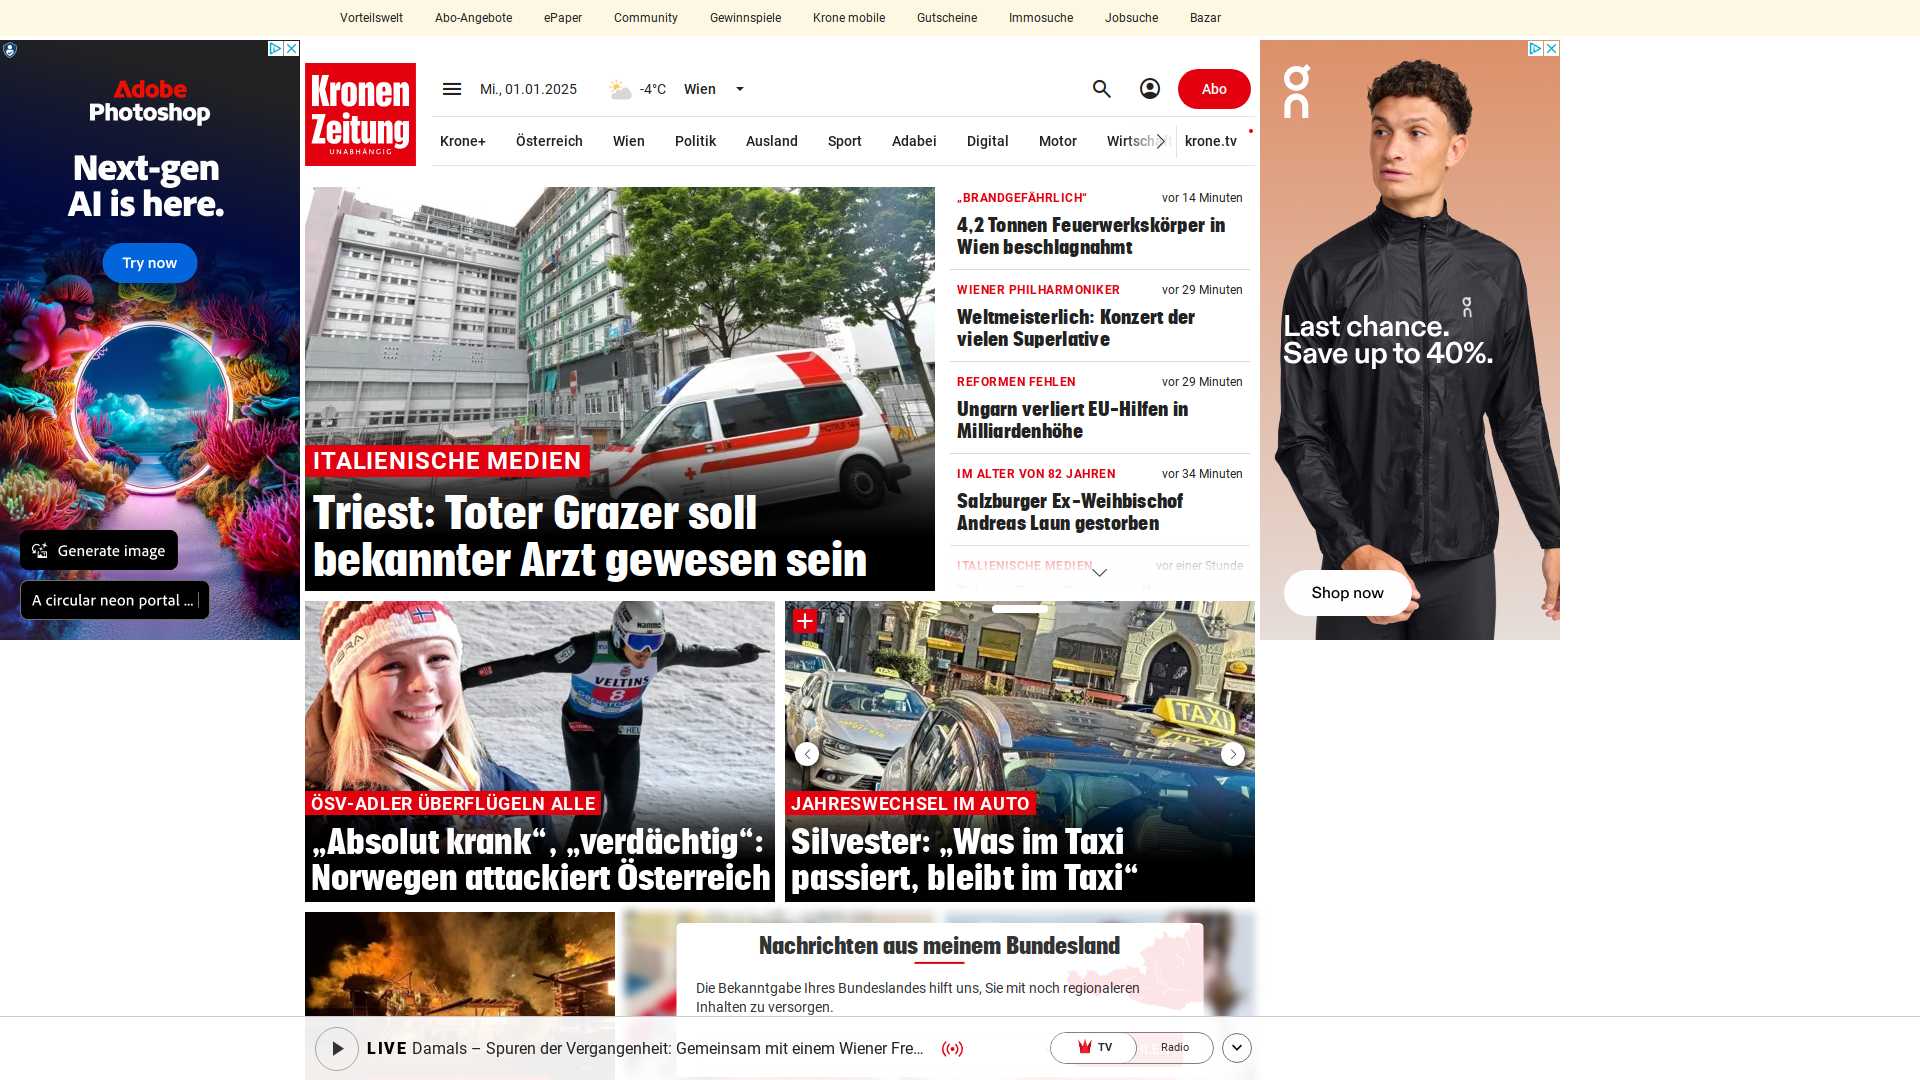 Vorteilswelt
Abo-Angebote
ePaper
Community
Gewinnspiele
Krone mobile
Gutscheine
Immosuche
Jobsuche
Bazar
Adobe
Photoshop
Next-gen
AI is here.
Try now
Generate image
A circular neon portal ...
Kronen
Zeitung
UNABHÄNGIG
Mi., 01.01.2025
-4°C
Wien
Abo
Krone+
Österreich
Wien
Politik
Ausland
Sport
Adabei
Digital
Motor
Wirtschaft
krone.tv
ITALIENISCHE MEDIEN
Triest: Toter Grazer soll
bekannter Arzt gewesen sein
„BRANDGEFÄHRLICH“
vor 14 Minuten
4,2 Tonnen Feuerwerkskörper in
Wien beschlagnahmt
WIENER PHILHARMONIKER
vor 29 Minuten
Weltmeisterlich: Konzert der
vielen Superlative
REFORMEN FEHLEN
vor 29 Minuten
Ungarn verliert EU-Hilfen in
Milliardenhöhe
IM ALTER VON 82 JAHREN
vor 34 Minuten
Salzburger Ex-Weihbischof
Andreas Laun gestorben
ITALIENISCHE MEDIEN
vor einer Stunde
Last chance.
Save up to 40%.
Shop now
VELTINS
8
ÖSV-ADLER ÜBERFLÜGELN ALLE
„Absolut krank“, „verdächtig“:
Norwegen attackiert Österreich
TAXI
JAHRESWECHSEL IM AUTO
Silvester: „Was im Taxi
passiert, bleibt im Taxi“
Nachrichten aus meinem Bundesland
Die Bekanntgabe Ihres Bundeslandes hilft uns, Sie mit noch regionaleren
Inhalten zu versorgen.
LIVE Damals – Spuren der Vergangenheit: Gemeinsam mit einem Wiener Fre...
TV
Radio